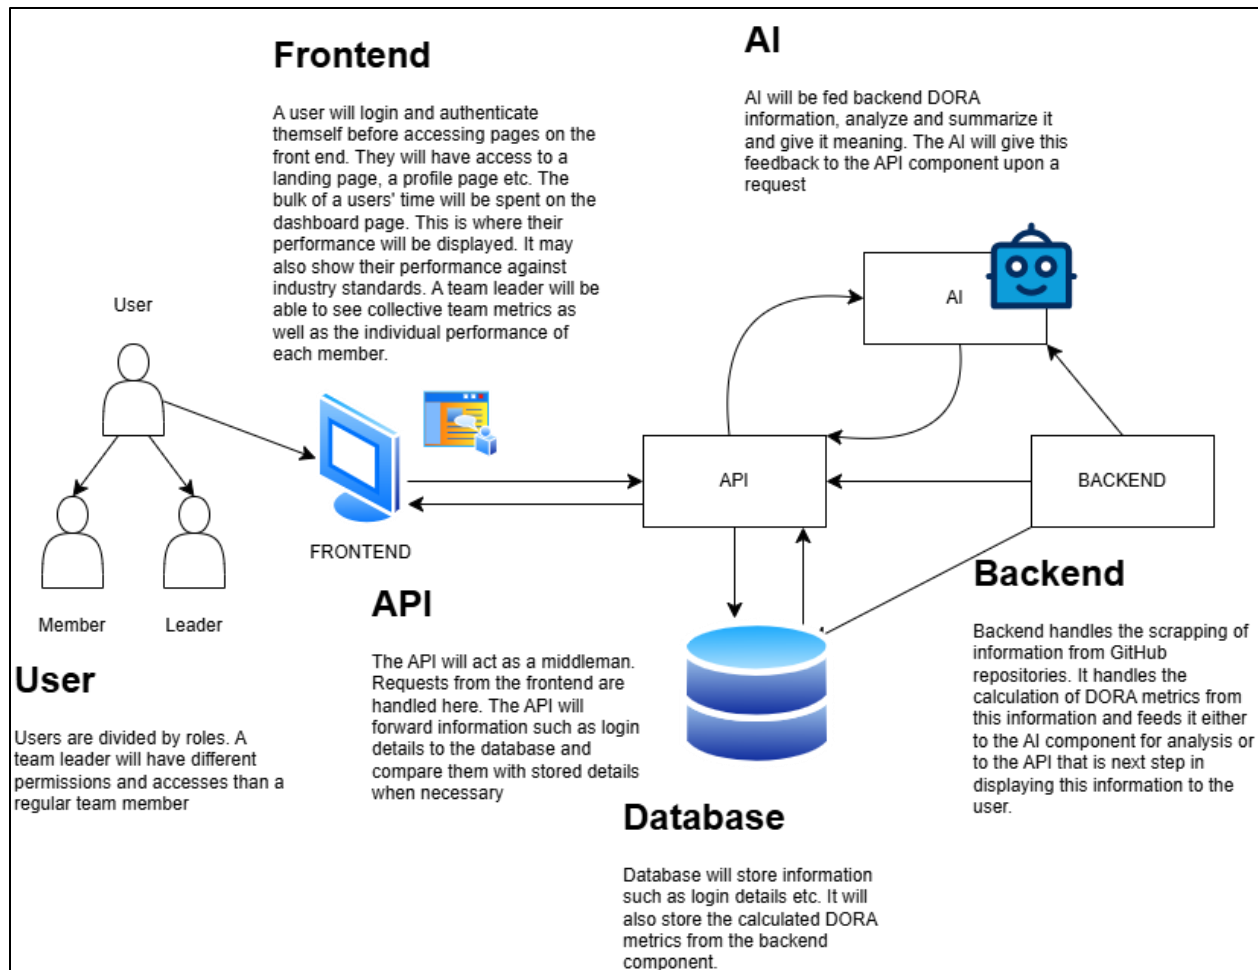 Frontend
A user will login and authenticate
themself before accessing pages on the
front end. They will have access to a
landing page, a profile page etc. The
bulk of a users' time will be spent on the
dashboard page. This is where their
performance will be displayed. It may
also show their performance against
industry standards. A team leader will be
able to see collective team metrics as
well as the individual performance of
each member.
AI
AI will be fed backend DORA
information, analyze and summarize it
and give it meaning. The AI will give this
feedback to the API component upon a
request
User
AI
API
BACKEND
FRONTEND
Member
Leader
User
Users are divided by roles. A
team leader will have different
permissions and accesses than a
regular team member
API
The API will act as a middleman.
Requests from the frontend are
handled here. The API will
forward information such as login
details to the database and
compare them with stored details
when necessary
Backend
Backend handles the scrapping of
information from GitHub
repositories. It handles the
calculation of DORA metrics from
this information and feeds it either
to the AI component for analysis or
to the API that is next step in
displaying this information to the
user.
Database
Database will store information
such as login details etc. It will
also store the calculated DORA
metrics from the backend
component.